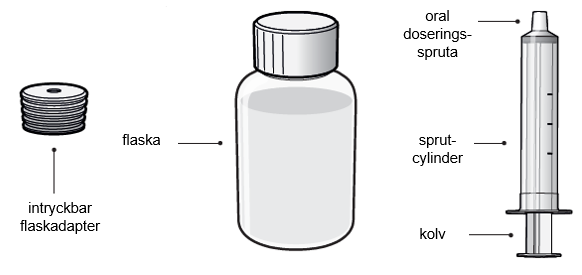 intryckbar
flaskadapter
flaska
oral
doserings-
spruta
sprut-
cylinder
kolv